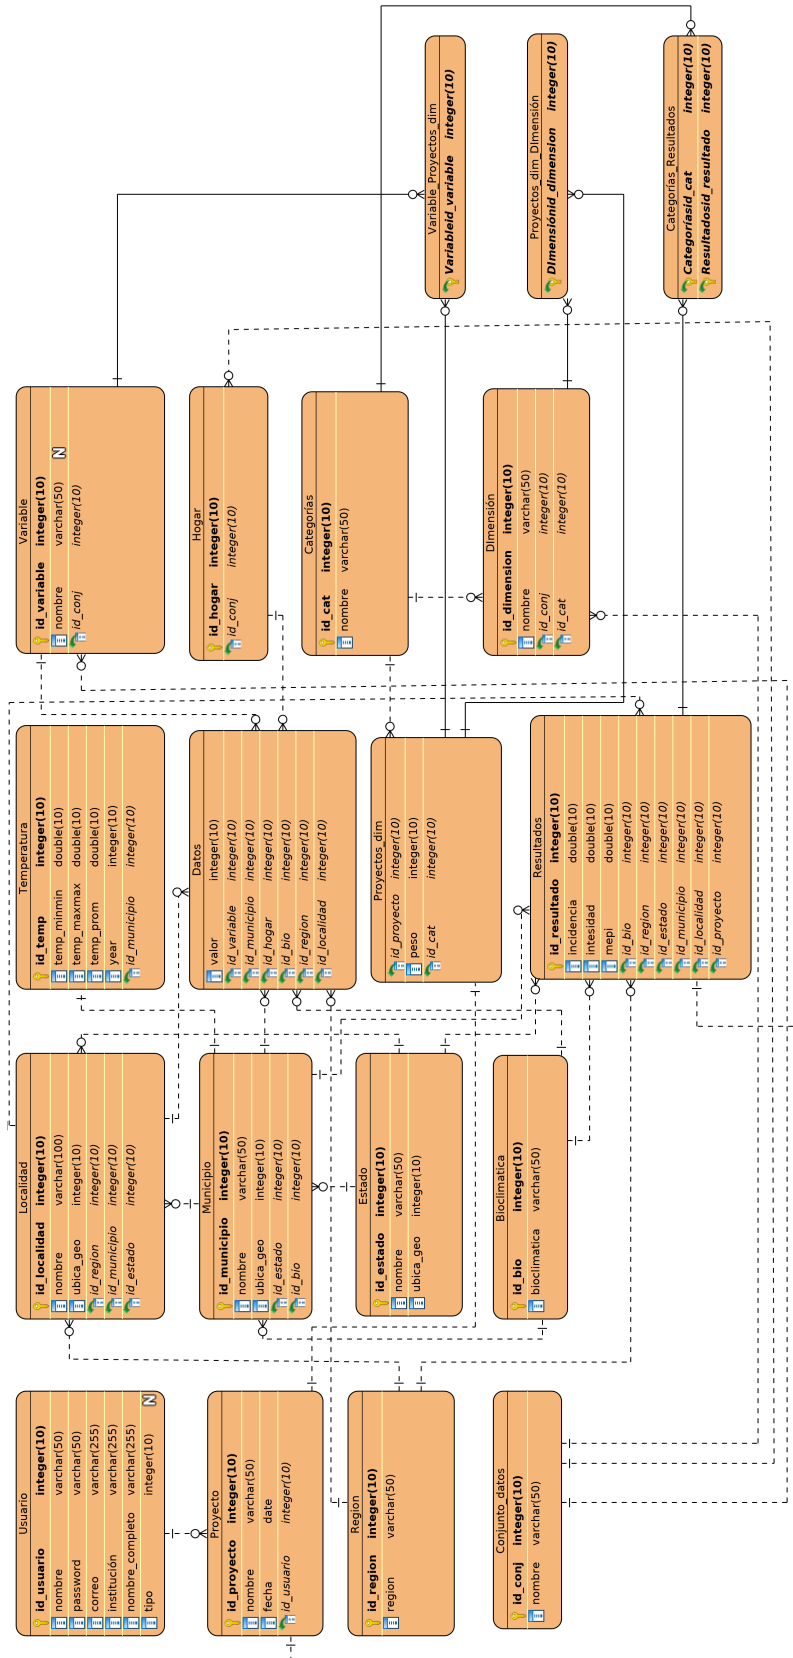 Usuario
id_usuario integer(10)
nombre varchar(50)
password varchar(50)
correo varchar(255)
institución varchar(255)
nombre_completo varchar(255)
tipo integer(10) N
Localidad
id_localidad integer(10)
nombre varchar(100)
ubica_geo integer(10)
id_region integer(10)
id_municipio integer(10)
id_estado integer(10)
Temperatura
id_temp integer(10)
temp_minmin double(10)
temp_maxmax double(10)
temp_prom double(10)
year integer(10)
id_municipio integer(10)
Variable
id_variable integer(10)
nombre varchar(50) N
id_conj integer(10)
Proyecto
id_proyecto integer(10)
nombre varchar(50)
fecha date
id_usuario integer(10)
Municipio
id_municipio integer(10)
nombre varchar(50)
ubica_geo integer(10)
id_estado integer(10)
id_bio integer(10)
Datos
valor integer(10)
id_variable integer(10)
id_municipio integer(10)
id_hogar integer(10)
id_bio integer(10)
id_region integer(10)
id_localidad integer(10)
Hogar
id_hogar integer(10)
id_conj integer(10)
Region
id_region integer(10)
region varchar(50)
Estado
id_estado integer(10)
nombre varchar(50)
ubica_geo integer(10)
Proyectos_dim
id_proyecto integer(10)
peso integer(10)
id_cat integer(10)
Categorías
id_cat integer(10)
nombre varchar(50)
Variable_Proyectos_dim
Variableid_variable integer(10)
Conjunto_datos
id_conj integer(10)
nombre varchar(50)
Bioclimatica
id_bio integer(10)
bioclimatica varchar(50)
Resultados
id_resultado integer(10)
incidencia double(10)
intesidad double(10)
mepi double(10)
id_bio integer(10)
id_region integer(10)
id_estado integer(10)
id_municipio integer(10)
id_localidad integer(10)
id_proyecto integer(10)
DImensión
id_dimension integer(10)
nombre varchar(50)
id_conj integer(10)
id_cat integer(10)
Proyectos_dim_DImensión
DImensiónid_dimension integer(10)
Categorías_Resultados
Categoríasid_cat integer(10)
Resultadosid_resultado integer(10)